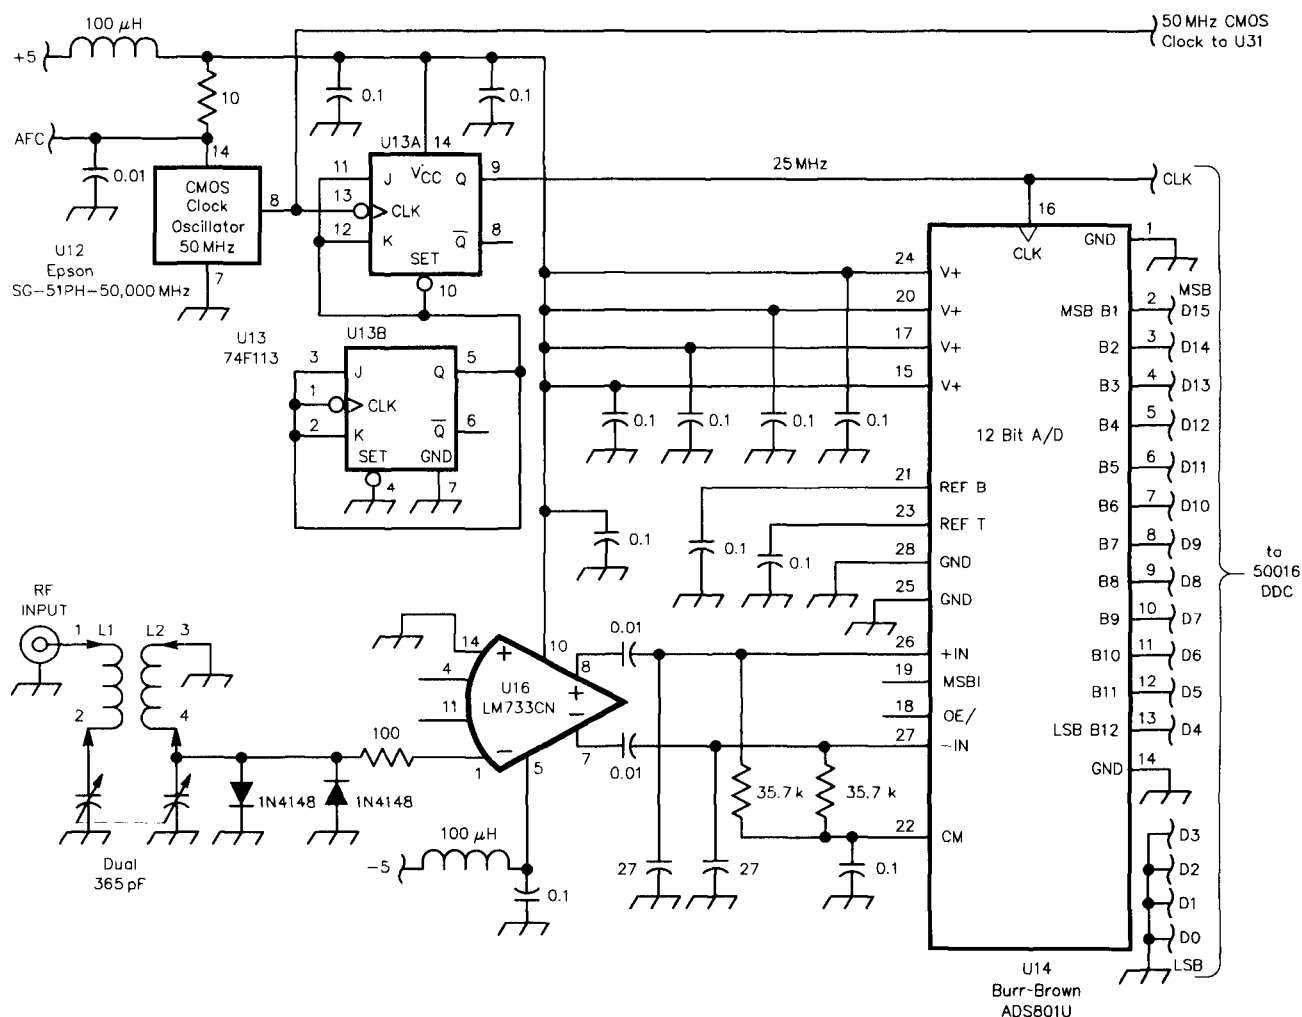 100 µH
50 MHz CMOS
Clock to U31
+5
10
0.1
0.1
AFC
0.01
14
CMOS
Clock
Oscillator
50 MHz
8
7
U12
Epson
SG-51PH-50,000 MHz
U13A
14
VCC
11
J
Q
9
13
CLK
12
K
Q
8
SET
10
25 MHz
CLK
U13
74F113
U13B
3
J
Q
5
1
CLK
2
K
Q
6
SET
GND
4
7
16
CLK
GND
1
24
V+
20
V+
17
V+
15
V+
0.1
0.1
0.1
0.1
12 Bit A/D
MSB
MSB B1
2
D15
B2
3
D14
B3
4
D13
B4
5
D12
B5
6
D11
B6
7
D10
B7
8
D9
B8
9
D8
B9
10
D7
B10
11
D6
B11
12
D5
LSB B12
13
D4
GND
14
D3
D2
D1
D0
LSB
to
50016
DDC
21
REF B
23
REF T
28
GND
25
GND
0.1
0.1
0.1
26
+IN
19
MSBI
18
OE/
27
-IN
22
CM
RF
INPUT
1
L1
L2
3
2
4
Dual
365 pF
1N4148
1N4148
100
14
+
4
11
-
1
U16
LM733CN
10
8
+
-
7
5
0.01
0.01
35.7 k
35.7 k
27
27
0.1
100 µH
-5
0.1
U14
Burr-Brown
ADS801U